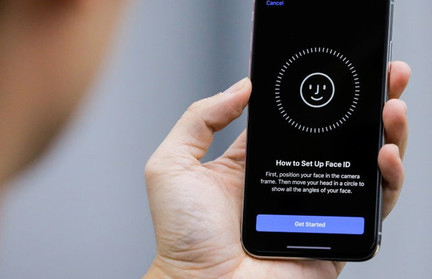 Cancel
How to Set Up Face ID
First, position your face in the camera
frame. Then move your head in a circle to
show all the angles of your face.
Get Started